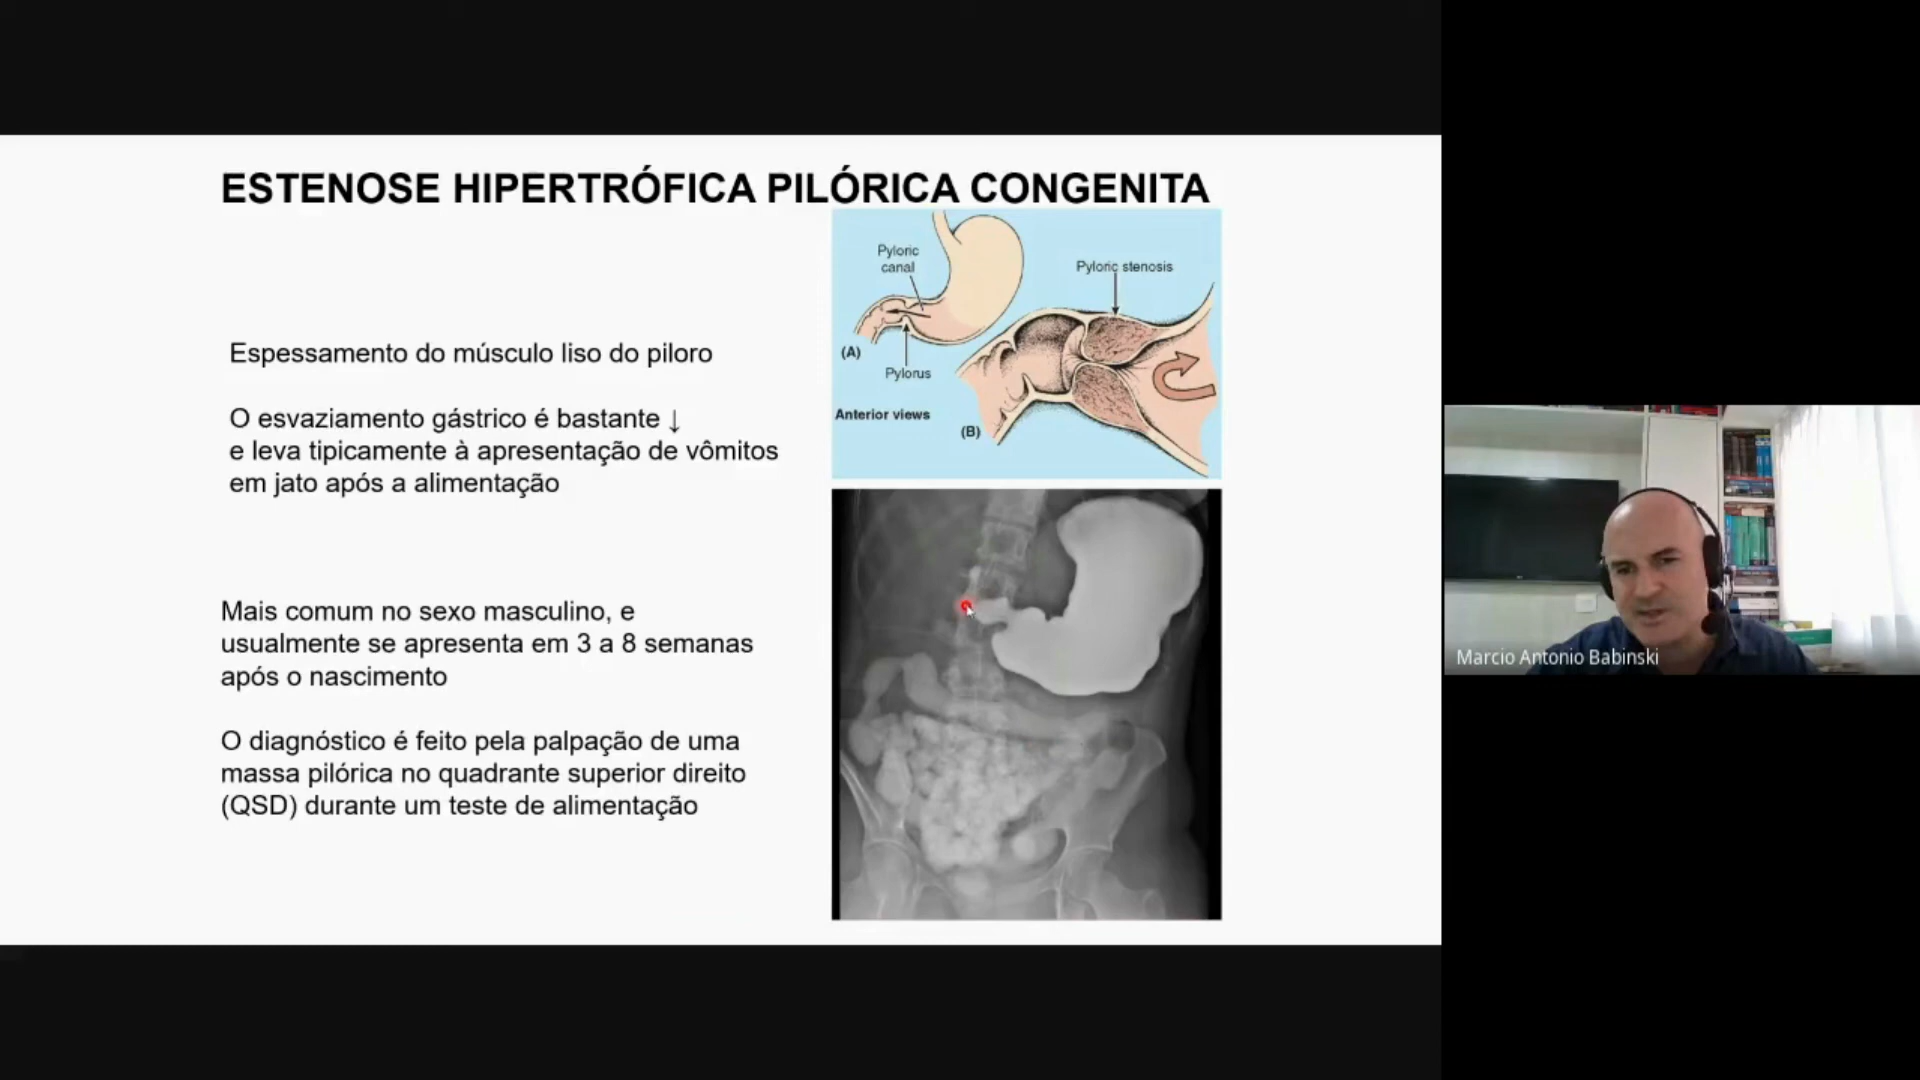 ESTENOSE HIPERTRÓFICA PILÓRICA CONGENITA
Espessamento do músculo liso do piloro
O esvaziamento gástrico é bastante ↓
e leva tipicamente à apresentação de vômitos
em jato após a alimentação
Mais comum no sexo masculino, e
usualmente se apresenta em 3 a 8 semanas
após o nascimento
O diagnóstico é feito pela palpação de uma
massa pilórica no quadrante superior direito
(QSD) durante um teste de alimentação
Pyloric
canal
Pyloric stenosis
(A)
Pylorus
Anterior views
(B)
Marcio Antonio Babinski